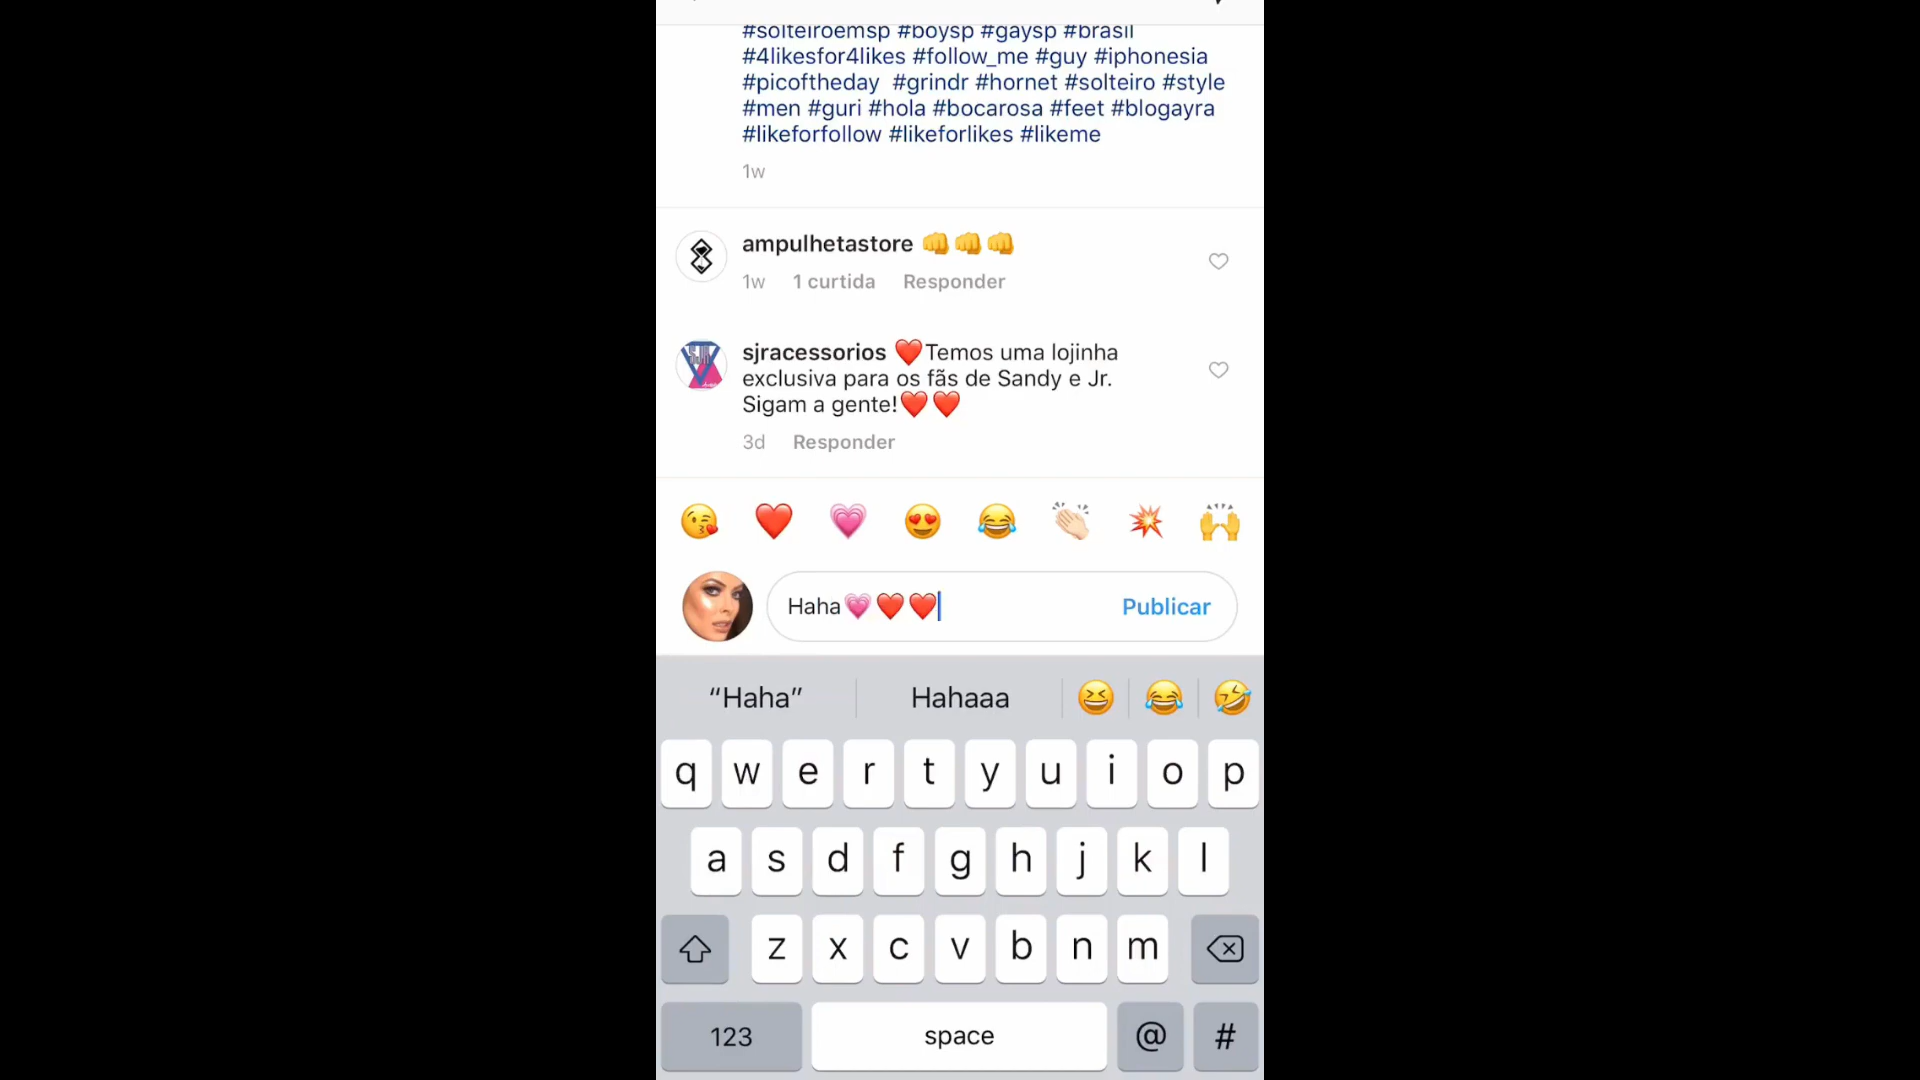 #solteiroemsp #boysp #gaysp #brasil
#4likesfor4likes #follow_me #guy #iphonesia
#picoftheday #grindr #hornet #solteiro #style
#men #guri #hola #bocarosa #feet #blogayra
#likeforfollow #likeforlikes #likeme
1w
ampulhetastore 👊👊👊
1w 1 curtida Responder
sjracessorios ❤️Temos uma lojinha
exclusiva para os fãs de Sandy e Jr.
Sigam a gente!❤️❤️
3d Responder
Haha💗❤️❤️ Publicar
“Haha” Hahaaa
q w e r t y u i o p
a s d f g h j k l
z x c v b n m
123 space @ #